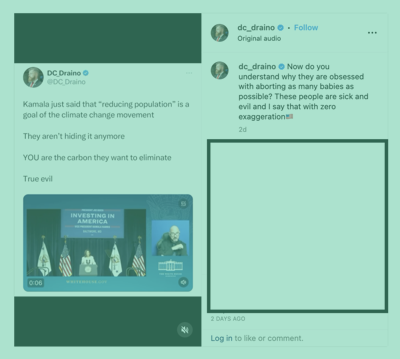 DC_Draino
@DC_Draino
Kamala just said that “reducing population” is a
goal of the climate change movement
They aren't hiding it anymore
YOU are the carbon they want to eliminate
True evil
INVESTING IN
AMERICA
0:06
dc_draino • Follow
Original audio
dc_draino Now do you
understand why they are obsessed
with aborting as many babies as
possible? These people are sick and
evil and I say that with zero
exaggeration
2d
2 DAYS AGO
Log in to like or comment.